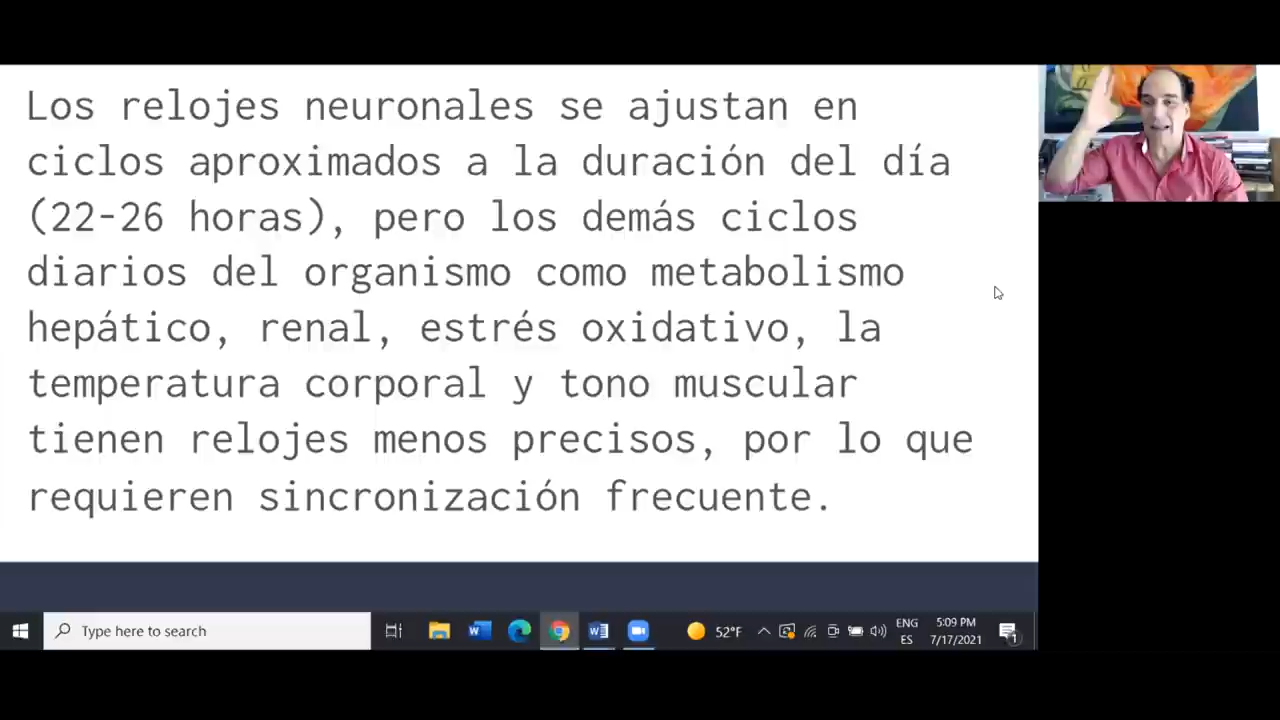 Los relojes neuronales se ajustan en
ciclos aproximados a la duración del día
(22-26 horas), pero los demás ciclos
diarios del organismo como metabolismo
hepático, renal, estrés oxidativo, la
temperatura corporal y tono muscular
tienen relojes menos precisos, por lo que
requieren sincronización frecuente.
Type here to search
52°F
ENG
ES
5:09 PM
7/17/2021
1